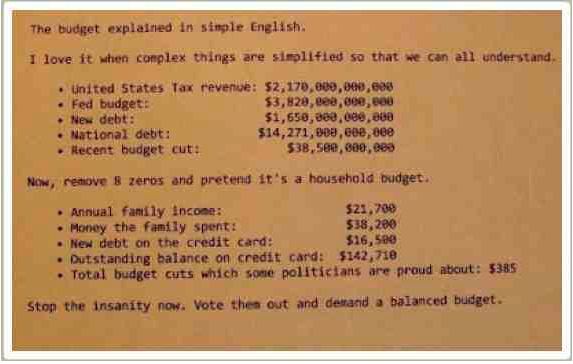 The budget explained in simple English.
I love it when complex things are simplified so that we can all understand.
• United States Tax revenue: $2,170,000,000,000
• Fed budget: $3,820,000,000,000
• New debt: $1,650,000,000,000
• National debt: $14,271,000,000,000
• Recent budget cut: $38,500,000,000
Now, remove 8 zeros and pretend it's a household budget.
• Annual family income: $21,700
• Money the family spent: $38,200
• New debt on the credit card: $16,500
• Outstanding balance on credit card: $142,710
• Total budget cuts which some politicians are proud about: $385
Stop the insanity now. Vote them out and demand a balanced budget.